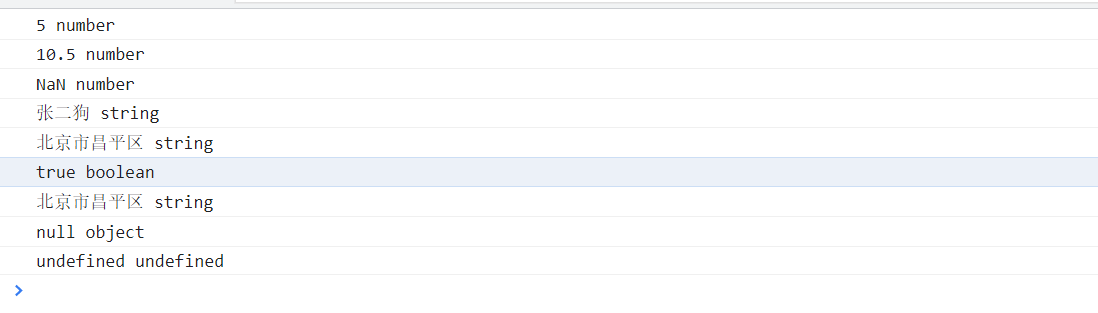 5 number
10.5 number
NaN number
张二狗 string
北京市昌平区 string
true boolean
北京市昌平区 string
null object
undefined undefined
>